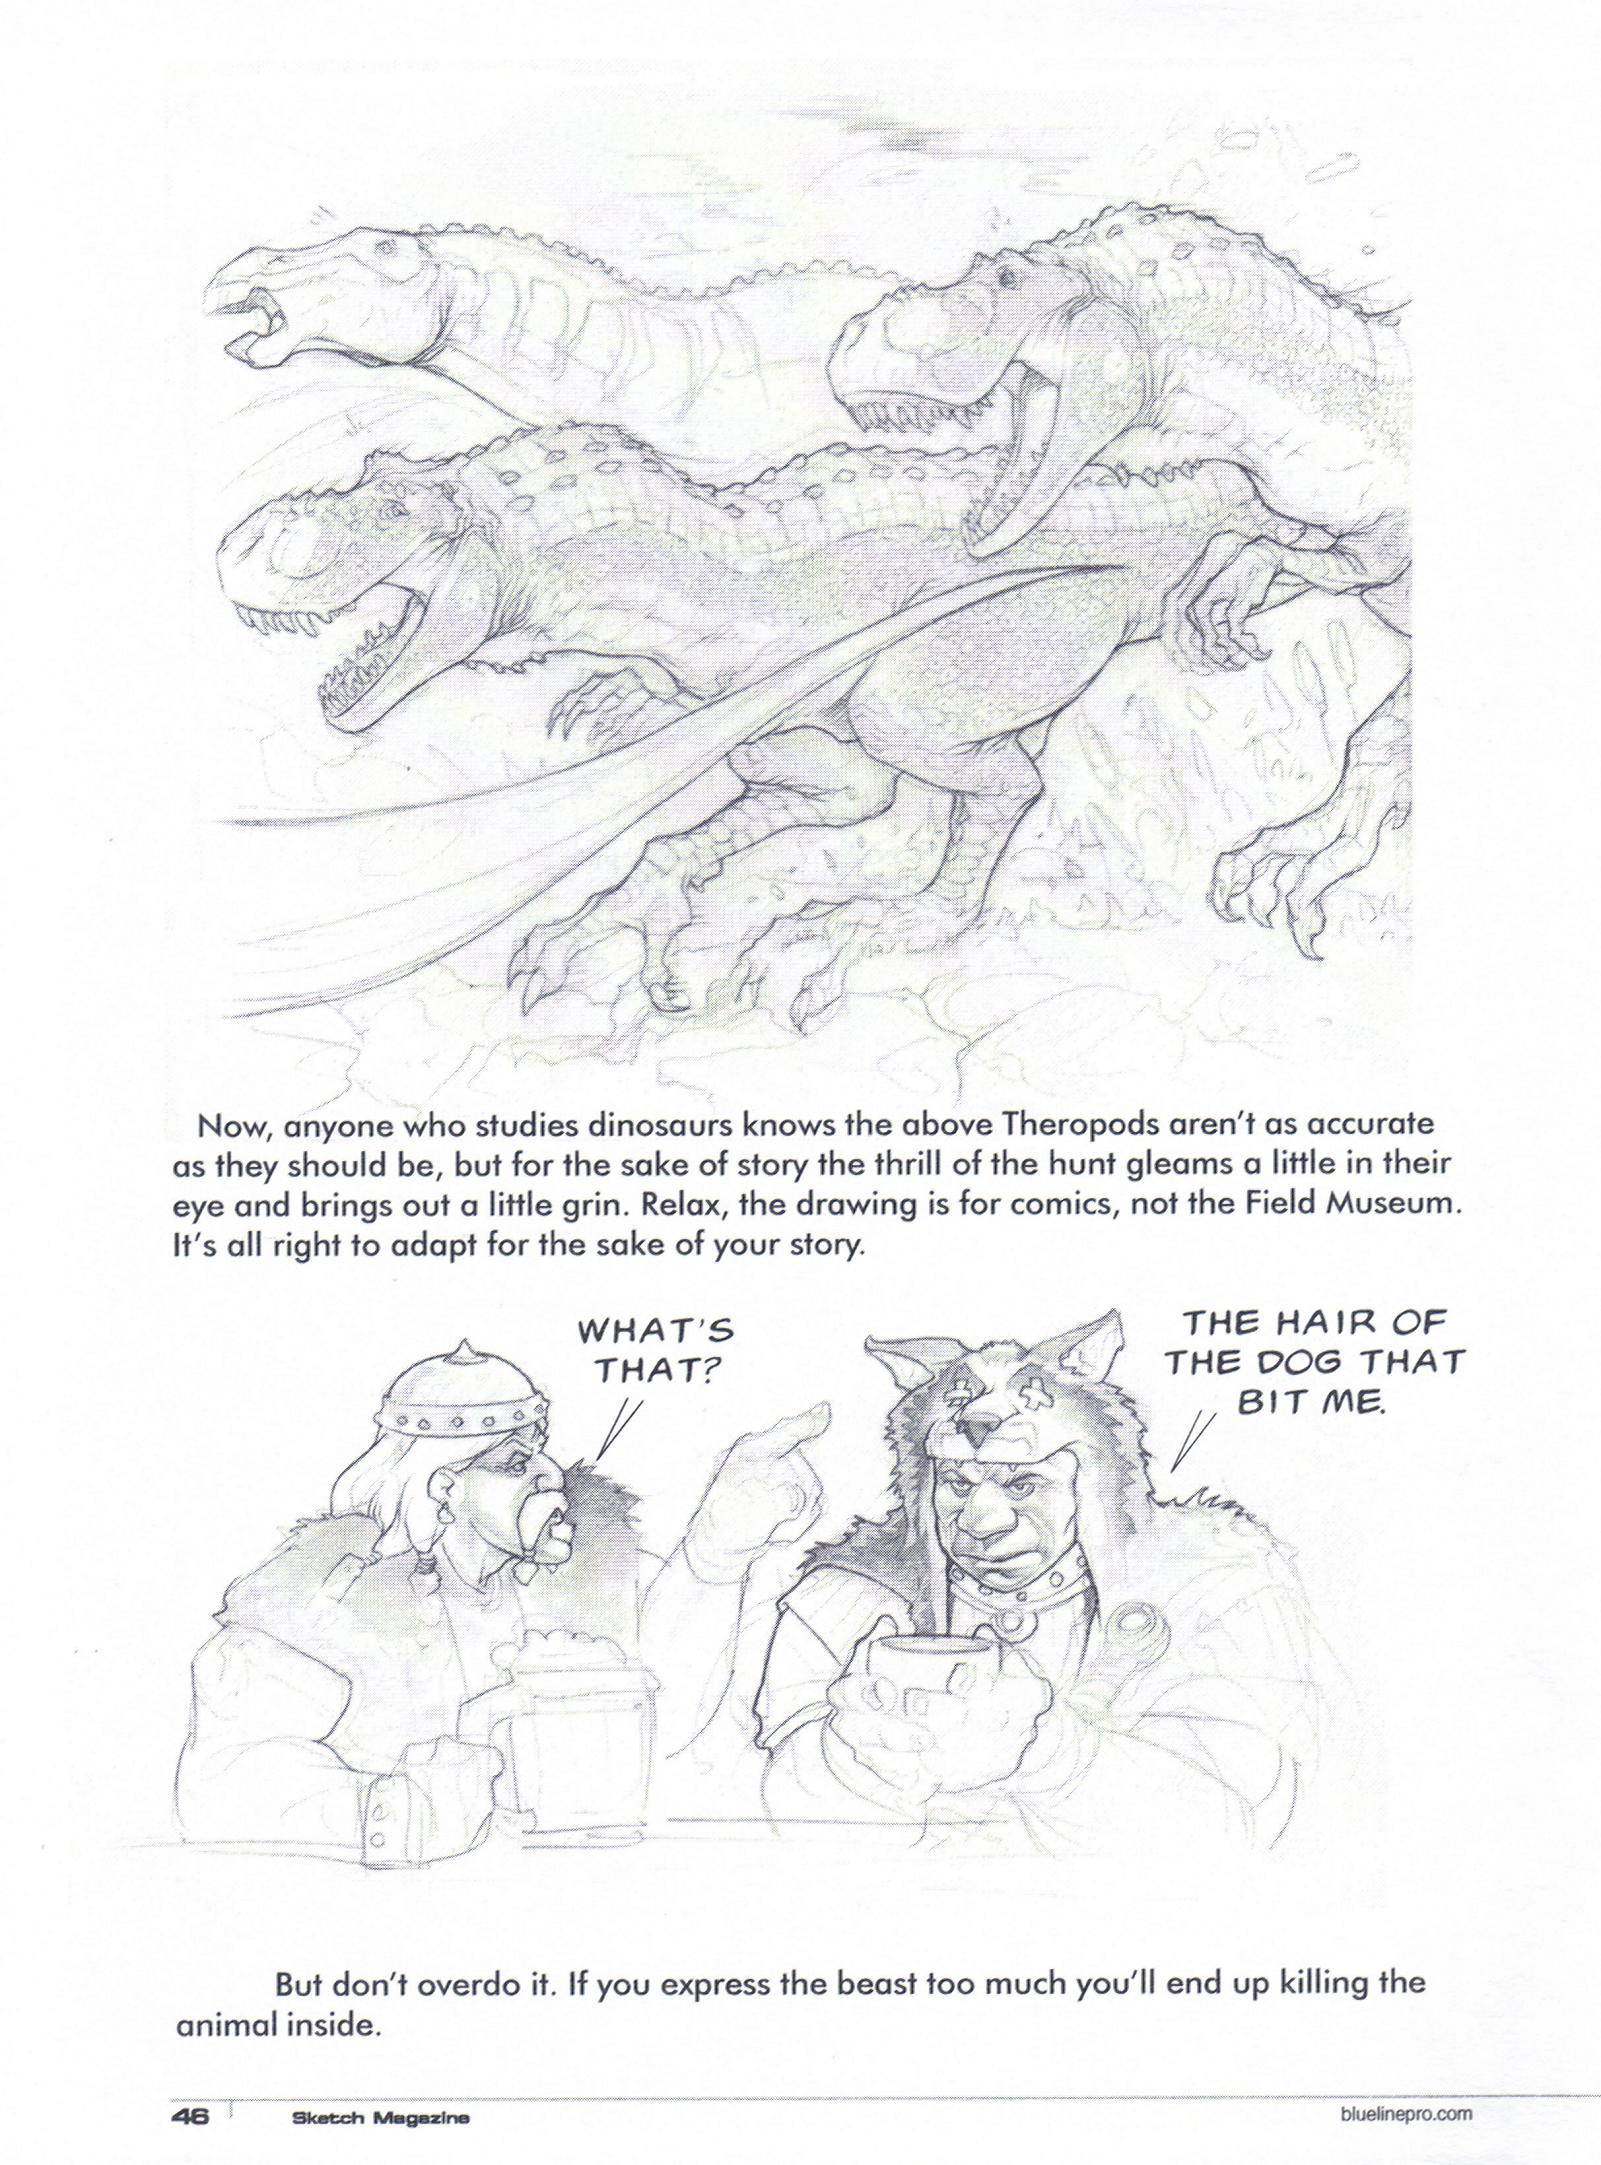 Now, anyone who studies dinosaurs knows the above Theropods aren't as accurate
as they should be, but for the sake of story the thrill of the hunt gleams a little in their
eye and brings out a little grin. Relax, the drawing is for comics, not the Field Museum.
It's all right to adapt for the sake of your story.
WHAT'S
THAT?
THE HAIR OF
THE DOG THAT
BIT ME.
But don't overdo it. If you express the beast too much you'll end up killing the
animal inside.
46
Sketch Magazine
bluelinepro.com